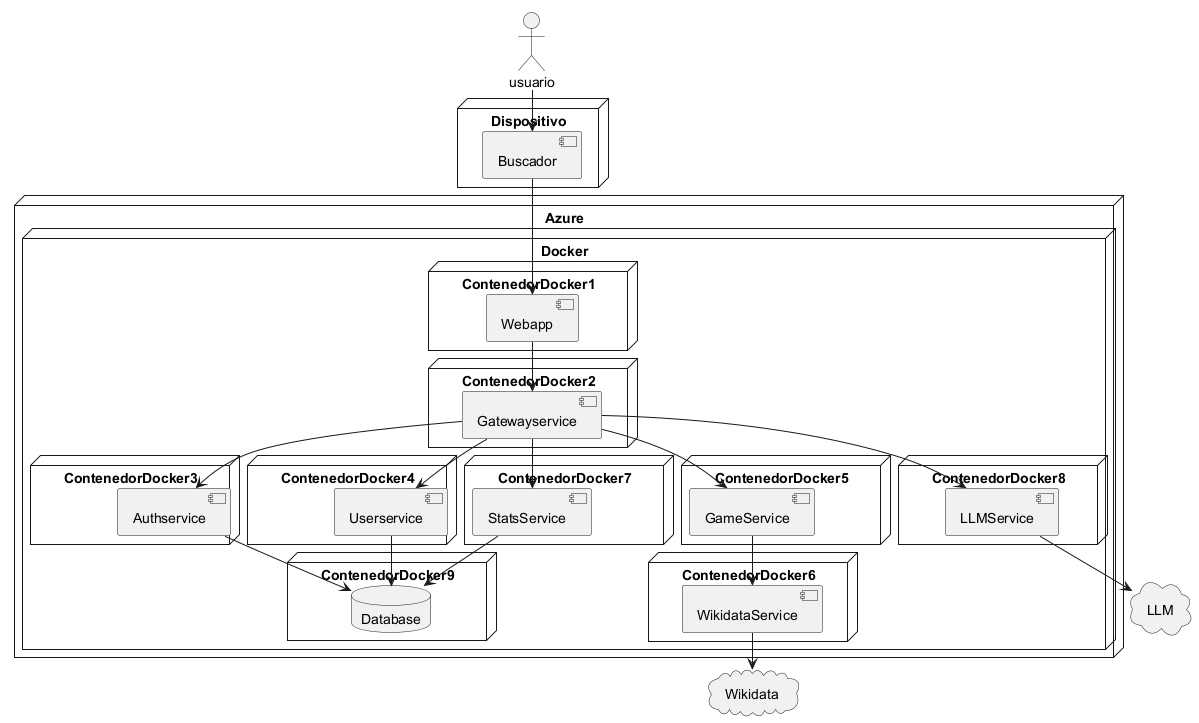 usuario
Dispositivo
Buscador
Azure
Docker
ContenedorDocker1
Webapp
ContenedorDocker2
Gatewayservice
ContenedorDocker3
Authservice
ContenedorDocker4
Userservice
ContenedorDocker7
StatsService
ContenedorDocker5
GameService
ContenedorDocker8
LLMService
ContenedorDocker9
Database
ContenedorDocker6
WikidataService
LLM
Wikidata